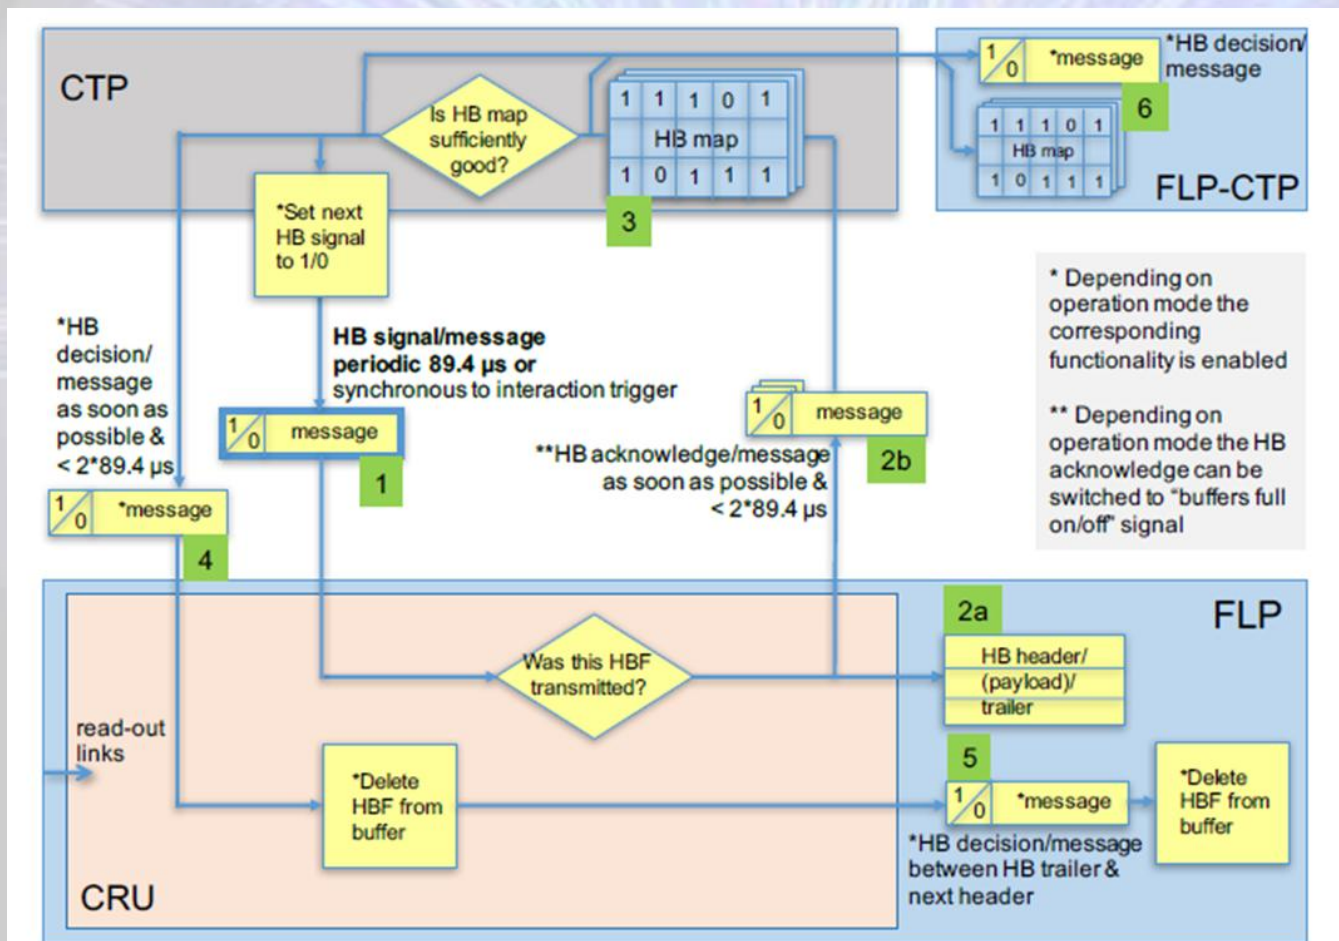 CTP
Is HB map
sufficiently
good?
1 1 1 0 1
HB map
1 0 1 1 1
3
*Set next
HB signal
to 1/0
1/0 *message
*HB decision/
message
6
1 1 1 0 1
HB map
1 0 1 1 1
FLP-CTP
* Depending on
operation mode the
corresponding
functionality is enabled
** Depending on
operation mode the HB
acknowledge can be
switched to “buffers full
on/off” signal
*HB
decision/
message
as soon as
possible &
< 2*89.4 µs
1/0 *message
4
HB signal/message
periodic 89.4 µs or
synchronous to interaction trigger
1/0 message
1
1/0 message
2b
**HB acknowledge/message
as soon as possible &
< 2*89.4 µs
FLP
2a
HB header/
(payload)/
trailer
Was this HBF
transmitted?
read-out
links
*Delete
HBF from
buffer
5
1/0 *message
*Delete
HBF from
buffer
*HB decision/message
between HB trailer &
next header
CRU